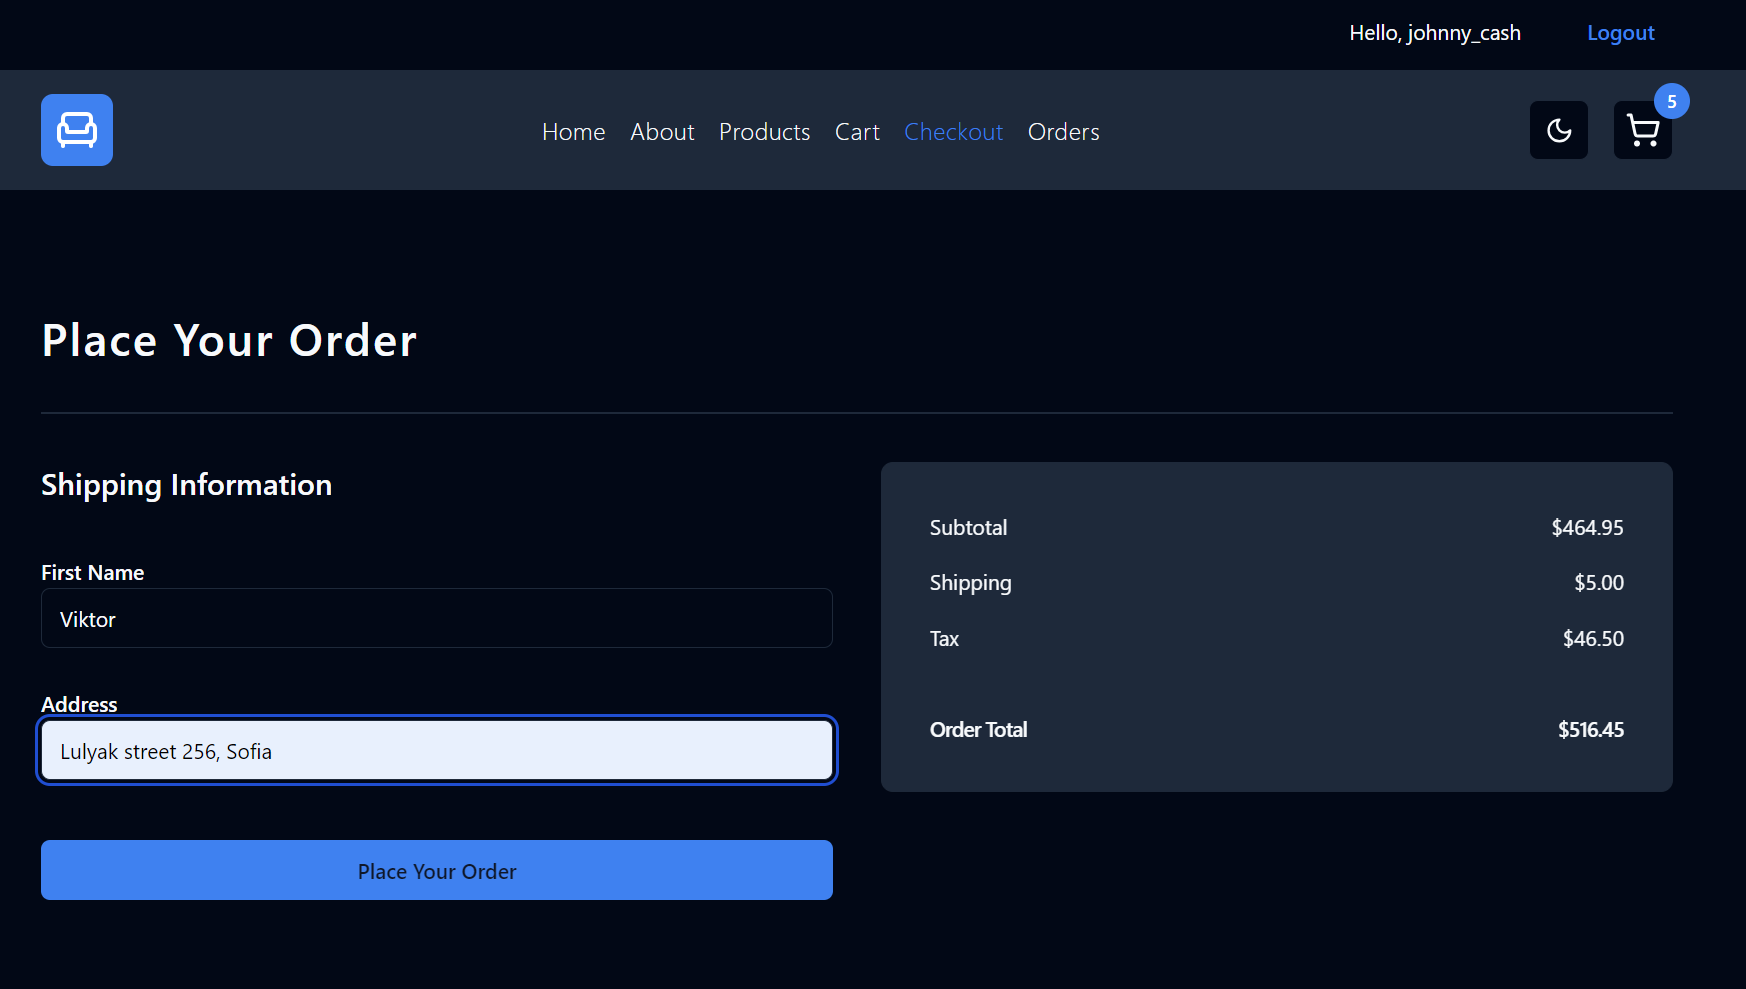 Hello, johnny_cash Logout
Home About Products Cart Checkout Orders
5
Place Your Order
Shipping Information
First Name
Viktor
Address
Lulyak street 256, Sofia
Place Your Order
Subtotal $464.95
Shipping $5.00
Tax $46.50
Order Total $516.45